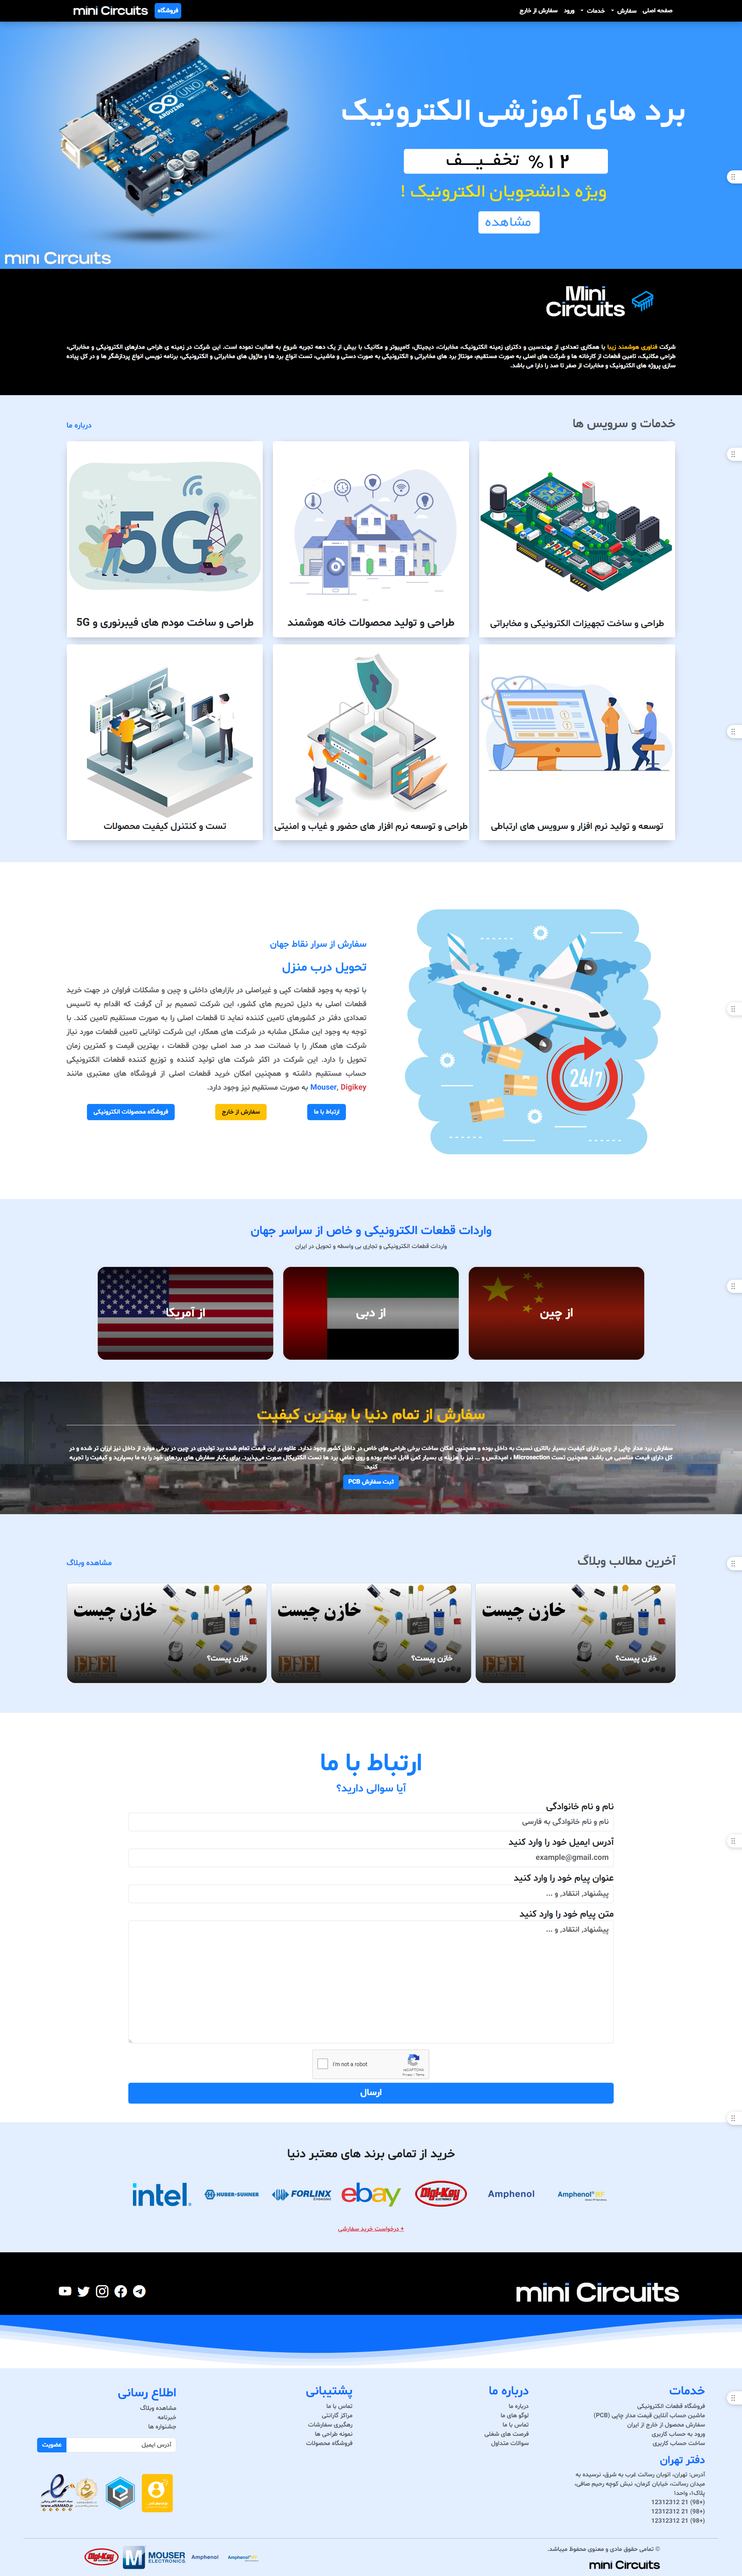 صفحه اصلی
سفارش
خدمات
ورود
سفارش از خارج
فروشگاه
mini Circuits
برد های آموزشی الکترونیک
%۱۲ تخفــیــــف
ویژه دانشجویان الکترونیک !
مشاهده
mini Circuits
Mini
Circuits
شرکت فناوری هوشمند زیبا با همکاری تعدادی از مهندسین و دکترای زمینه الکترونیک، مخابرات، دیجیتال، کامپیوتر و مکانیک با بیش از یک دهه تجربه شروع به فعالیت نموده است. این شرکت در زمینه ی طراحی مدارهای الکترونیکی و مخابراتی،
طراحی مکانیک، تامین قطعات از کارخانه ها و شرکت های اصلی به صورت مستقیم، مونتاژ برد های مخابراتی و الکترونیکی به صورت دستی و ماشینی، تست انواع برد ها و ماژول های مخابراتی و الکترونیکی، برنامه نویسی انواع پردازشگر ها و در کل پیاده
سازی پروژه های الکترونیک و مخابرات از صفر تا صد را دارا می باشد.
خدمات و سرویس ها
درباره ما
طراحی و ساخت تجهیزات الکترونیکی و مخابراتی
طراحی و تولید محصولات خانه هوشمند
5G
طراحی و ساخت مودم های فیبرنوری و 5G
توسعه و تولید نرم افزار و سرویس های ارتباطی
طراحی و توسعه نرم افزار های حضور و غیاب و امنیتی
تست و کنتنرل کیفیت محصولات
سفارش از سرار نقاط جهان
تحویل درب منزل
با توجه به وجود قطعات کپی و غیراصلی در بازارهای داخلی و چین و مشکلات فراوان در جهت خرید
قطعات اصلی به دلیل تحریم های کشور، این شرکت تصمیم بر آن گرفت که اقدام به تاسیس
تعدادی دفتر در کشورهای تامین کننده نماید تا قطعات اصلی را به صورت مستقیم تامین کند. با
توجه به وجود این مشکل مشابه در شرکت های همکار، این شرکت توانایی تامین قطعات مورد نیاز
شرکت های همکار را با ضمانت صد در صد اصلی بودن قطعات ، بهترین قیمت و کمترین زمان
تحویل را دارد. این شرکت در اکثر شرکت های تولید کننده و توزیع کننده قطعات الکترونیکی
حساب مستقیم داشته و همچنین امکان خرید قطعات اصلی از فروشگاه های معتبری مانند
Mouser, Digikey به صورت مستقیم نیز وجود دارد.
ارتباط با ما
سفارش از خارج
فروشگاه محصولات الکترونیکی
24/7
واردات قطعات الکترونیکی و خاص از سراسر جهان
واردات قطعات الکترونیکی و تجاری بی واسطه و تحویل در ایران
از چین
از دبی
از آمریکا
سفارش از تمام دنیا با بهترین کیفیت
سفارش برد مدار چاپی از چین دارای کیفیت بسیار بالاتری نسبت به داخل بوده و همچنین امکان ساخت برخی طراحی های خاص در داخل کشور وجود ندارد. علاوه بر این قیمت تمام شده برد تولیدی در چین در برخی موارد از داخل نیز ارزان تر شده و در
کل دارای قیمت مناسبی می باشد. همچنین تست Microsection ، امپدانس و ... نیز با هزینه ی بسیار کمی قابل انجام بوده و روی تمامی برد ها تست الکتریکال صورت می‌پذیرد. برای یکبار سفارش های بردهای خود را به ما بسپارید و کیفیت را تجربه
کنید.
ثبت سفارش PCB
آخرین مطالب وبلاگ
مشاهده وبلاگ
خازن چیست
خازن پیست؟
خازن چیست
خازن پیست؟
خازن چیست
خازن پیست؟
ارتباط با ما
آیا سوالی دارید؟
نام و نام خانوادگی
نام و نام خانوادگی به فارسی
آدرس ایمیل خود را وارد کنید
example@gmail.com
عنوان پیام خود را وارد کنید
پیشنهاد, انتقاد, و ...
متن پیام خود را وارد کنید
پیشنهاد, انتقاد, و ...
I'm not a robot
reCAPTCHA
Privacy - Terms
ارسال
خرید از تمامی برند های معتبر دنیا
Amphenol RF
Amphenol
Digi-Key
ebay
FORLINX
Embedded
HUBER+SUHNER
intel.
+ درخواست خرید سفارشی
mini Circuits
خدمات
فروشگاه قطعات الکترونیکی
ماشین حساب آنلاین قیمت مدار چاپی (PCB)
سفارش محصول از خارج از ایران
ورود به حساب کاربری
ساخت حساب کاربری
دفتر تهران
آدرس: تهران، اتوبان رسالت غرب به شرق، نرسیده به
میدان رسالت، خیابان کرمان، نبش کوچه رحیم صافی،
پلاک۱، واحد۱
(+98) 21 12312312
(+98) 21 12312312
(+98) 21 12312312
درباره ما
درباره ما
لوگو های ما
تماس با ما
فرصت های شغلی
سوالات متداول
پشتیبانی
تماس با ما
مراکز گارانتی
رهگیری سفارشات
نمونه طراحی ها
فروشگاه محصولات
اطلاع رسانی
مشاهده وبلاگ
خبرنامه
جشنواره ها
آدرس ایمیل
عضویت
© تمامی حقوق مادی و معنوی محفوظ میباشد.
mini Circuits
Amphenol RF
Amphenol
MOUSER
ELECTRONICS
Digi-Key